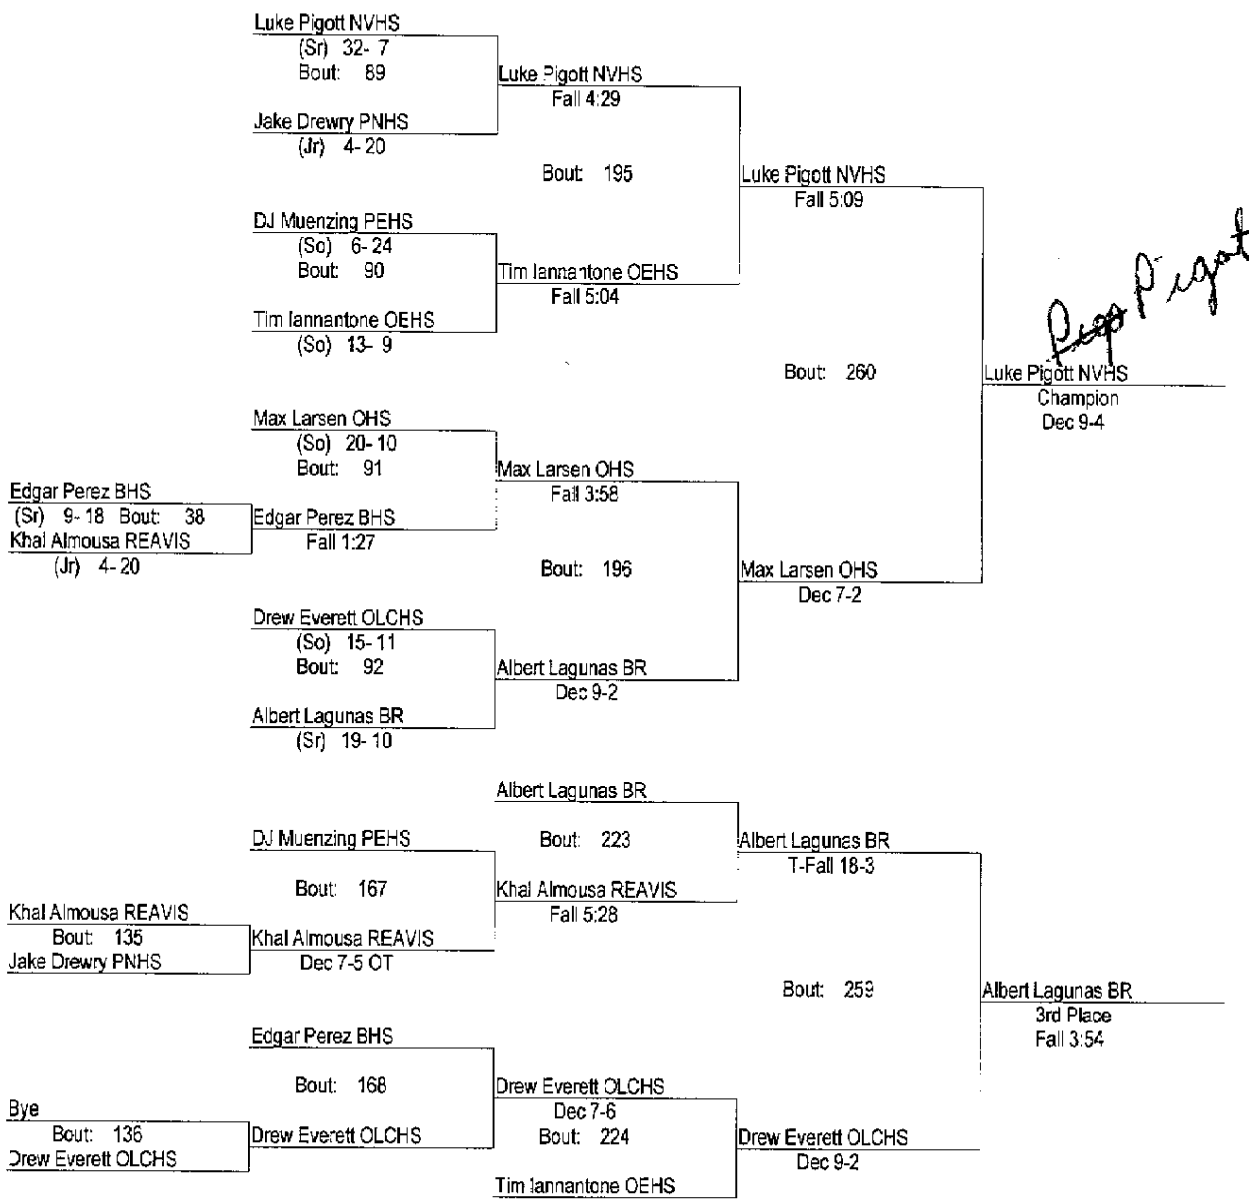 Luke Pigott NVHS
(Sr) 32- 7
Bout: 89
Luke Pigott NVHS
Fall 4:29
Jake Drewry PNHS
(Jr) 4- 20
Bout: 195
Luke Pigott NVHS
Fall 5:09
DJ Muenzing PEHS
(So) 6- 24
Bout: 90
Tim Iannantone OEHS
Fall 5:04
Tim Iannantone OEHS
(So) 13- 9
Pigott
Bout: 260
Luke Pigott NVHS
Champion
Dec 9-4
Max Larsen OHS
(So) 20- 10
Bout: 91
Max Larsen OHS
Fall 3:58
Edgar Perez BHS
(Sr) 9- 18 Bout: 38
Khal Almousa REAVIS
(Jr) 4- 20
Edgar Perez BHS
Fall 1:27
Bout: 196
Max Larsen OHS
Dec 7-2
Drew Everett OLCHS
(So) 15- 11
Bout: 92
Albert Lagunas BR
Dec 9-2
Albert Lagunas BR
(Sr) 19- 10
Albert Lagunas BR
Bout: 223
Albert Lagunas BR
T-Fall 18-3
DJ Muenzing PEHS
Bout: 167
Khal Almousa REAVIS
Fall 5:28
Khal Almousa REAVIS
Bout: 135
Jake Drewry PNHS
Khal Almousa REAVIS
Dec 7-5 OT
Bout: 259
Albert Lagunas BR
3rd Place
Fall 3:54
Edgar Perez BHS
Bout: 168
Drew Everett OLCHS
Dec 7-6
Bye
Bout: 136
Drew Everett OLCHS
Drew Everett OLCHS
Bout: 224
Drew Everett OLCHS
Dec 9-2
Tim Iannantone OEHS